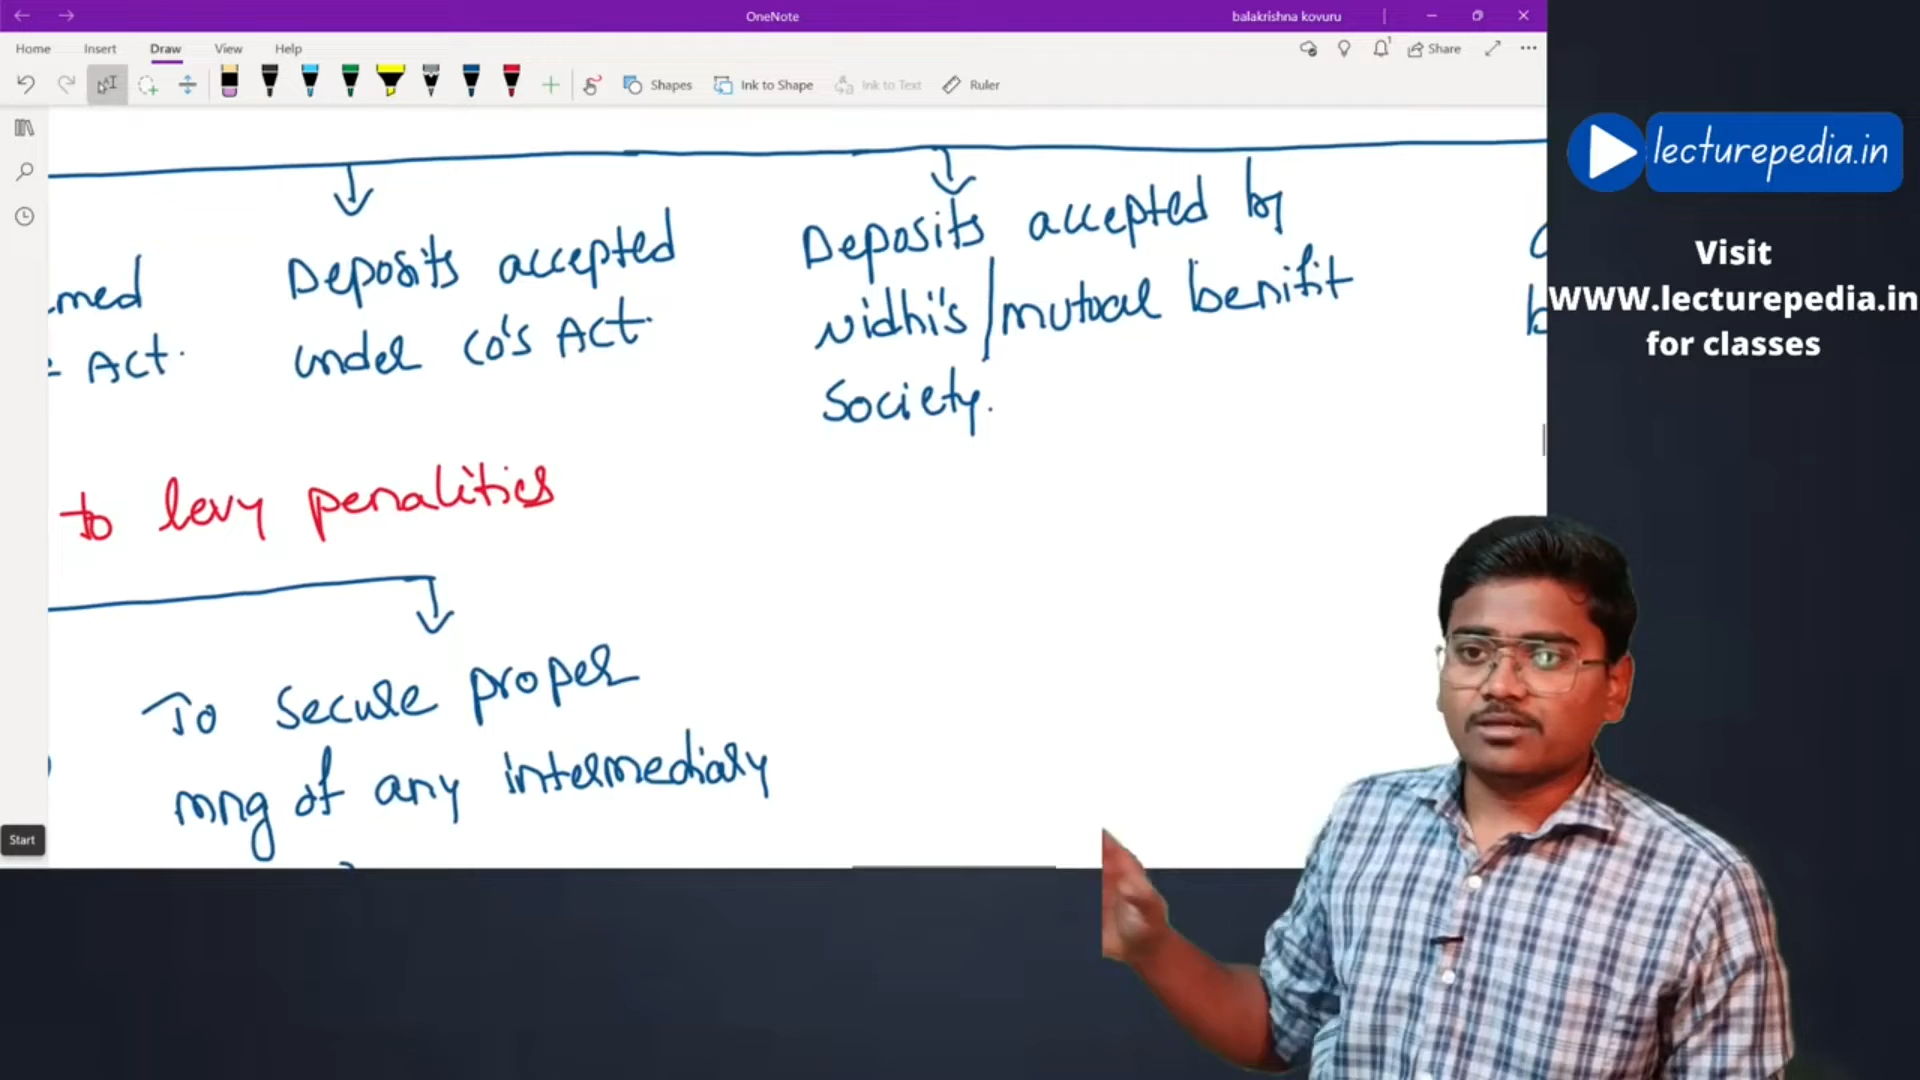 OneNote
balakrishna kovuru
Home Insert Draw View Help
1
Share
Shapes
Ink to Shape
Ink to Text
Ruler
Deposits accepted
under CO's ACT.
Deposits accepted by
nidhi's/mutual benifit
Society.
med
ACT.
to levy penalities
To secure proper
mng of any intermediary
Start
lecturepedia.in
Visit
WWW.lecturepedia.in
for classes